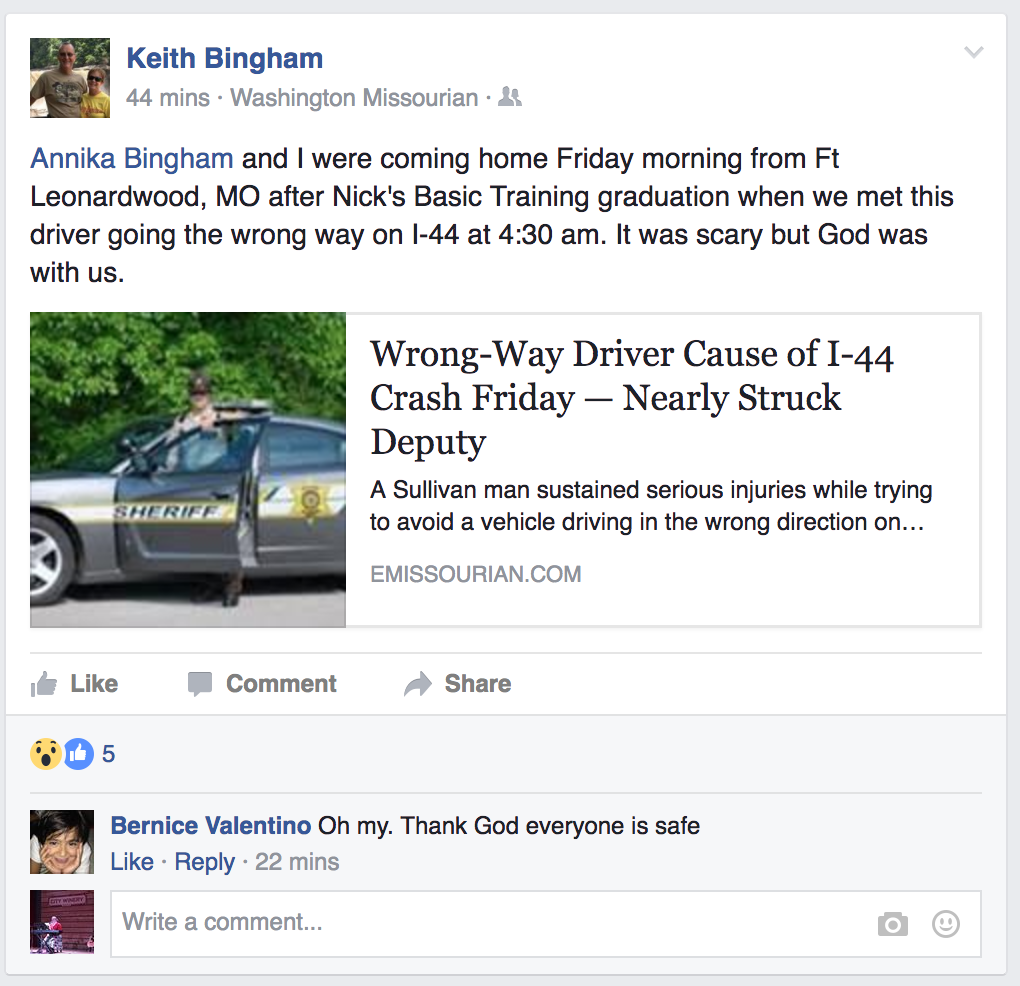 Keith Bingham
44 mins · Washington Missourian ·
Annika Bingham and I were coming home Friday morning from Ft
Leonardwood, MO after Nick's Basic Training graduation when we met this
driver going the wrong way on I-44 at 4:30 am. It was scary but God was
with us.
SHERIFF
Wrong-Way Driver Cause of I-44
Crash Friday — Nearly Struck
Deputy
A Sullivan man sustained serious injuries while trying
to avoid a vehicle driving in the wrong direction on...
EMISSOURIAN.COM
Like Comment Share
5
Bernice Valentino Oh my. Thank God everyone is safe
Like · Reply · 22 mins
CITY WINERY
Write a comment...